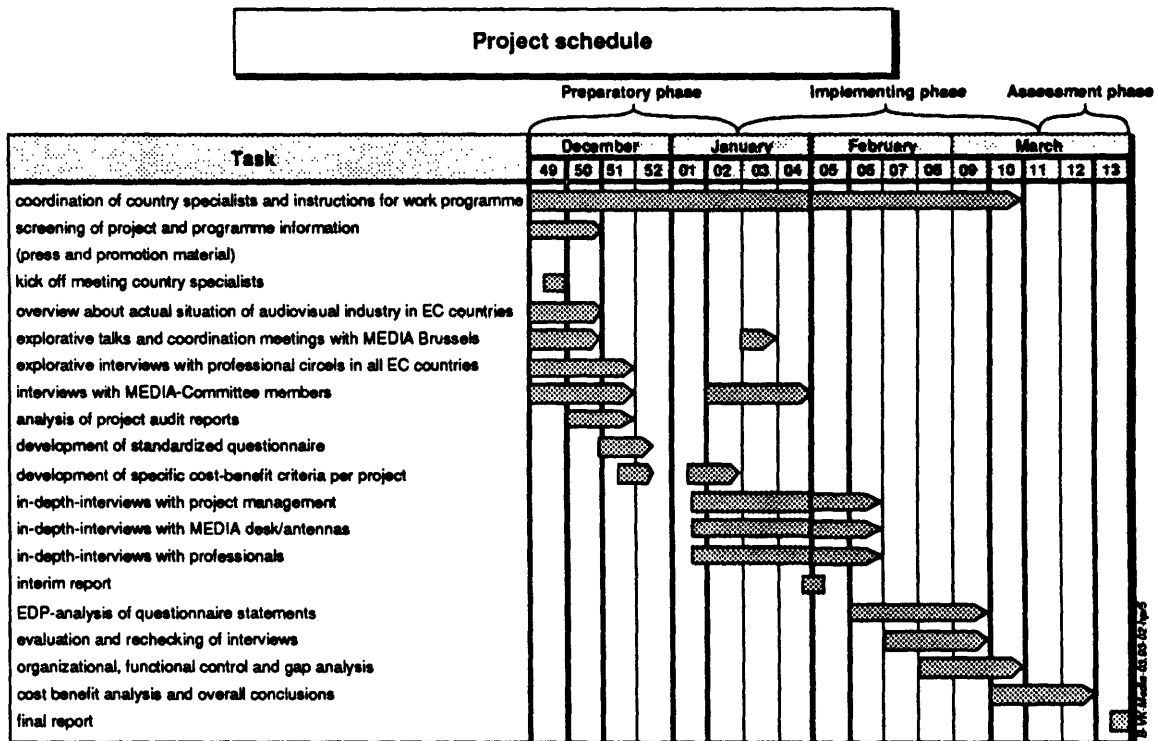 Project schedule
Preparatory phase Implementing phase Assessment phase
Task December January February March
49 50 51 52 01 02 03 04 05 06 07 08 09 10 11 12 13
coordination of country specialists and instructions for work programme
screening of project and programme information
(press and promotion material)
kick off meeting country specialists
overview about actual situation of audiovisual industry in EC countries
explorative talks and coordination meetings with MEDIA Brussels
explorative interviews with professional circels in all EC countries
interviews with MEDIA-Committee members
analysis of project audit reports
development of standardized questionnaire
development of specific cost-benefit criteria per project
in-depth-interviews with project management
in-depth-interviews with MEDIA desk/antennas
in-depth-interviews with professionals
interim report
EDP-analysis of questionnaire statements
evaluation and rechecking of interviews
organizational, functional control and gap analysis
cost benefit analysis and overall conclusions
final report